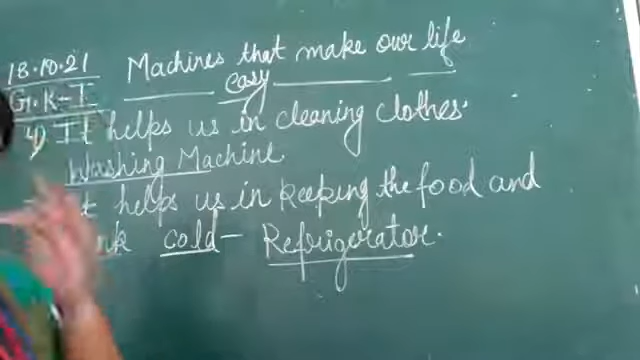 18.10.21 Machines that make our life
easy
G.K-I
4) It helps us in cleaning clothes.
Washing Machine
helps us in keeping the food and
cold - Refrigerator.